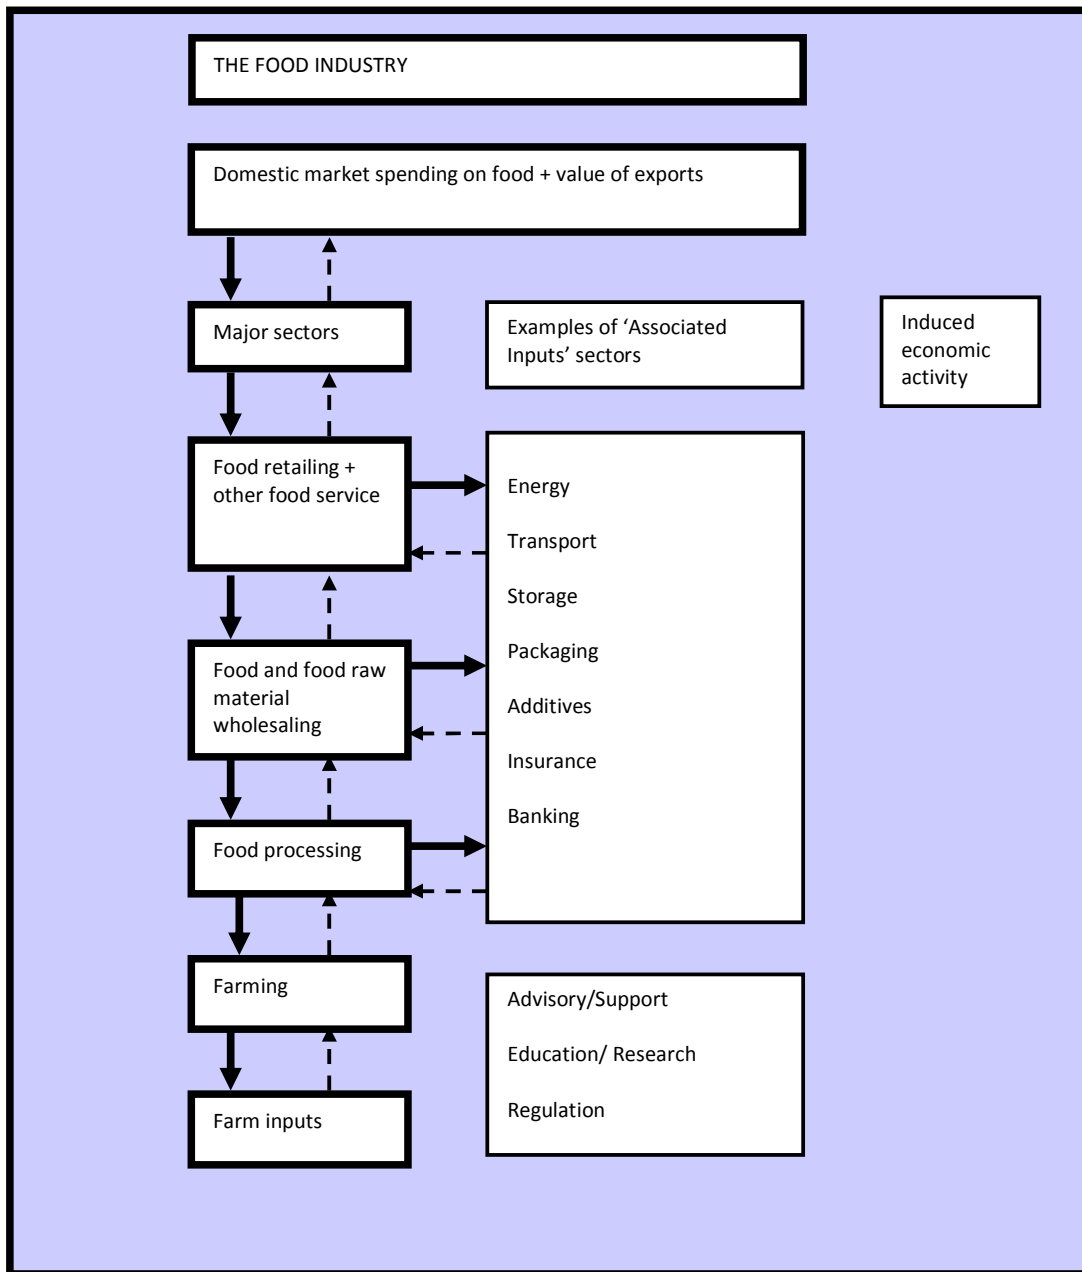 THE FOOD INDUSTRY
Domestic market spending on food + value of exports
Major sectors
Examples of ‘Associated
Inputs’ sectors
Induced
economic
activity
Food retailing +
other food service
Energy
Transport
Storage
Packaging
Additives
Insurance
Banking
Food and food raw
material
wholesaling
Food processing
Farming
Advisory/Support
Education/ Research
Regulation
Farm inputs